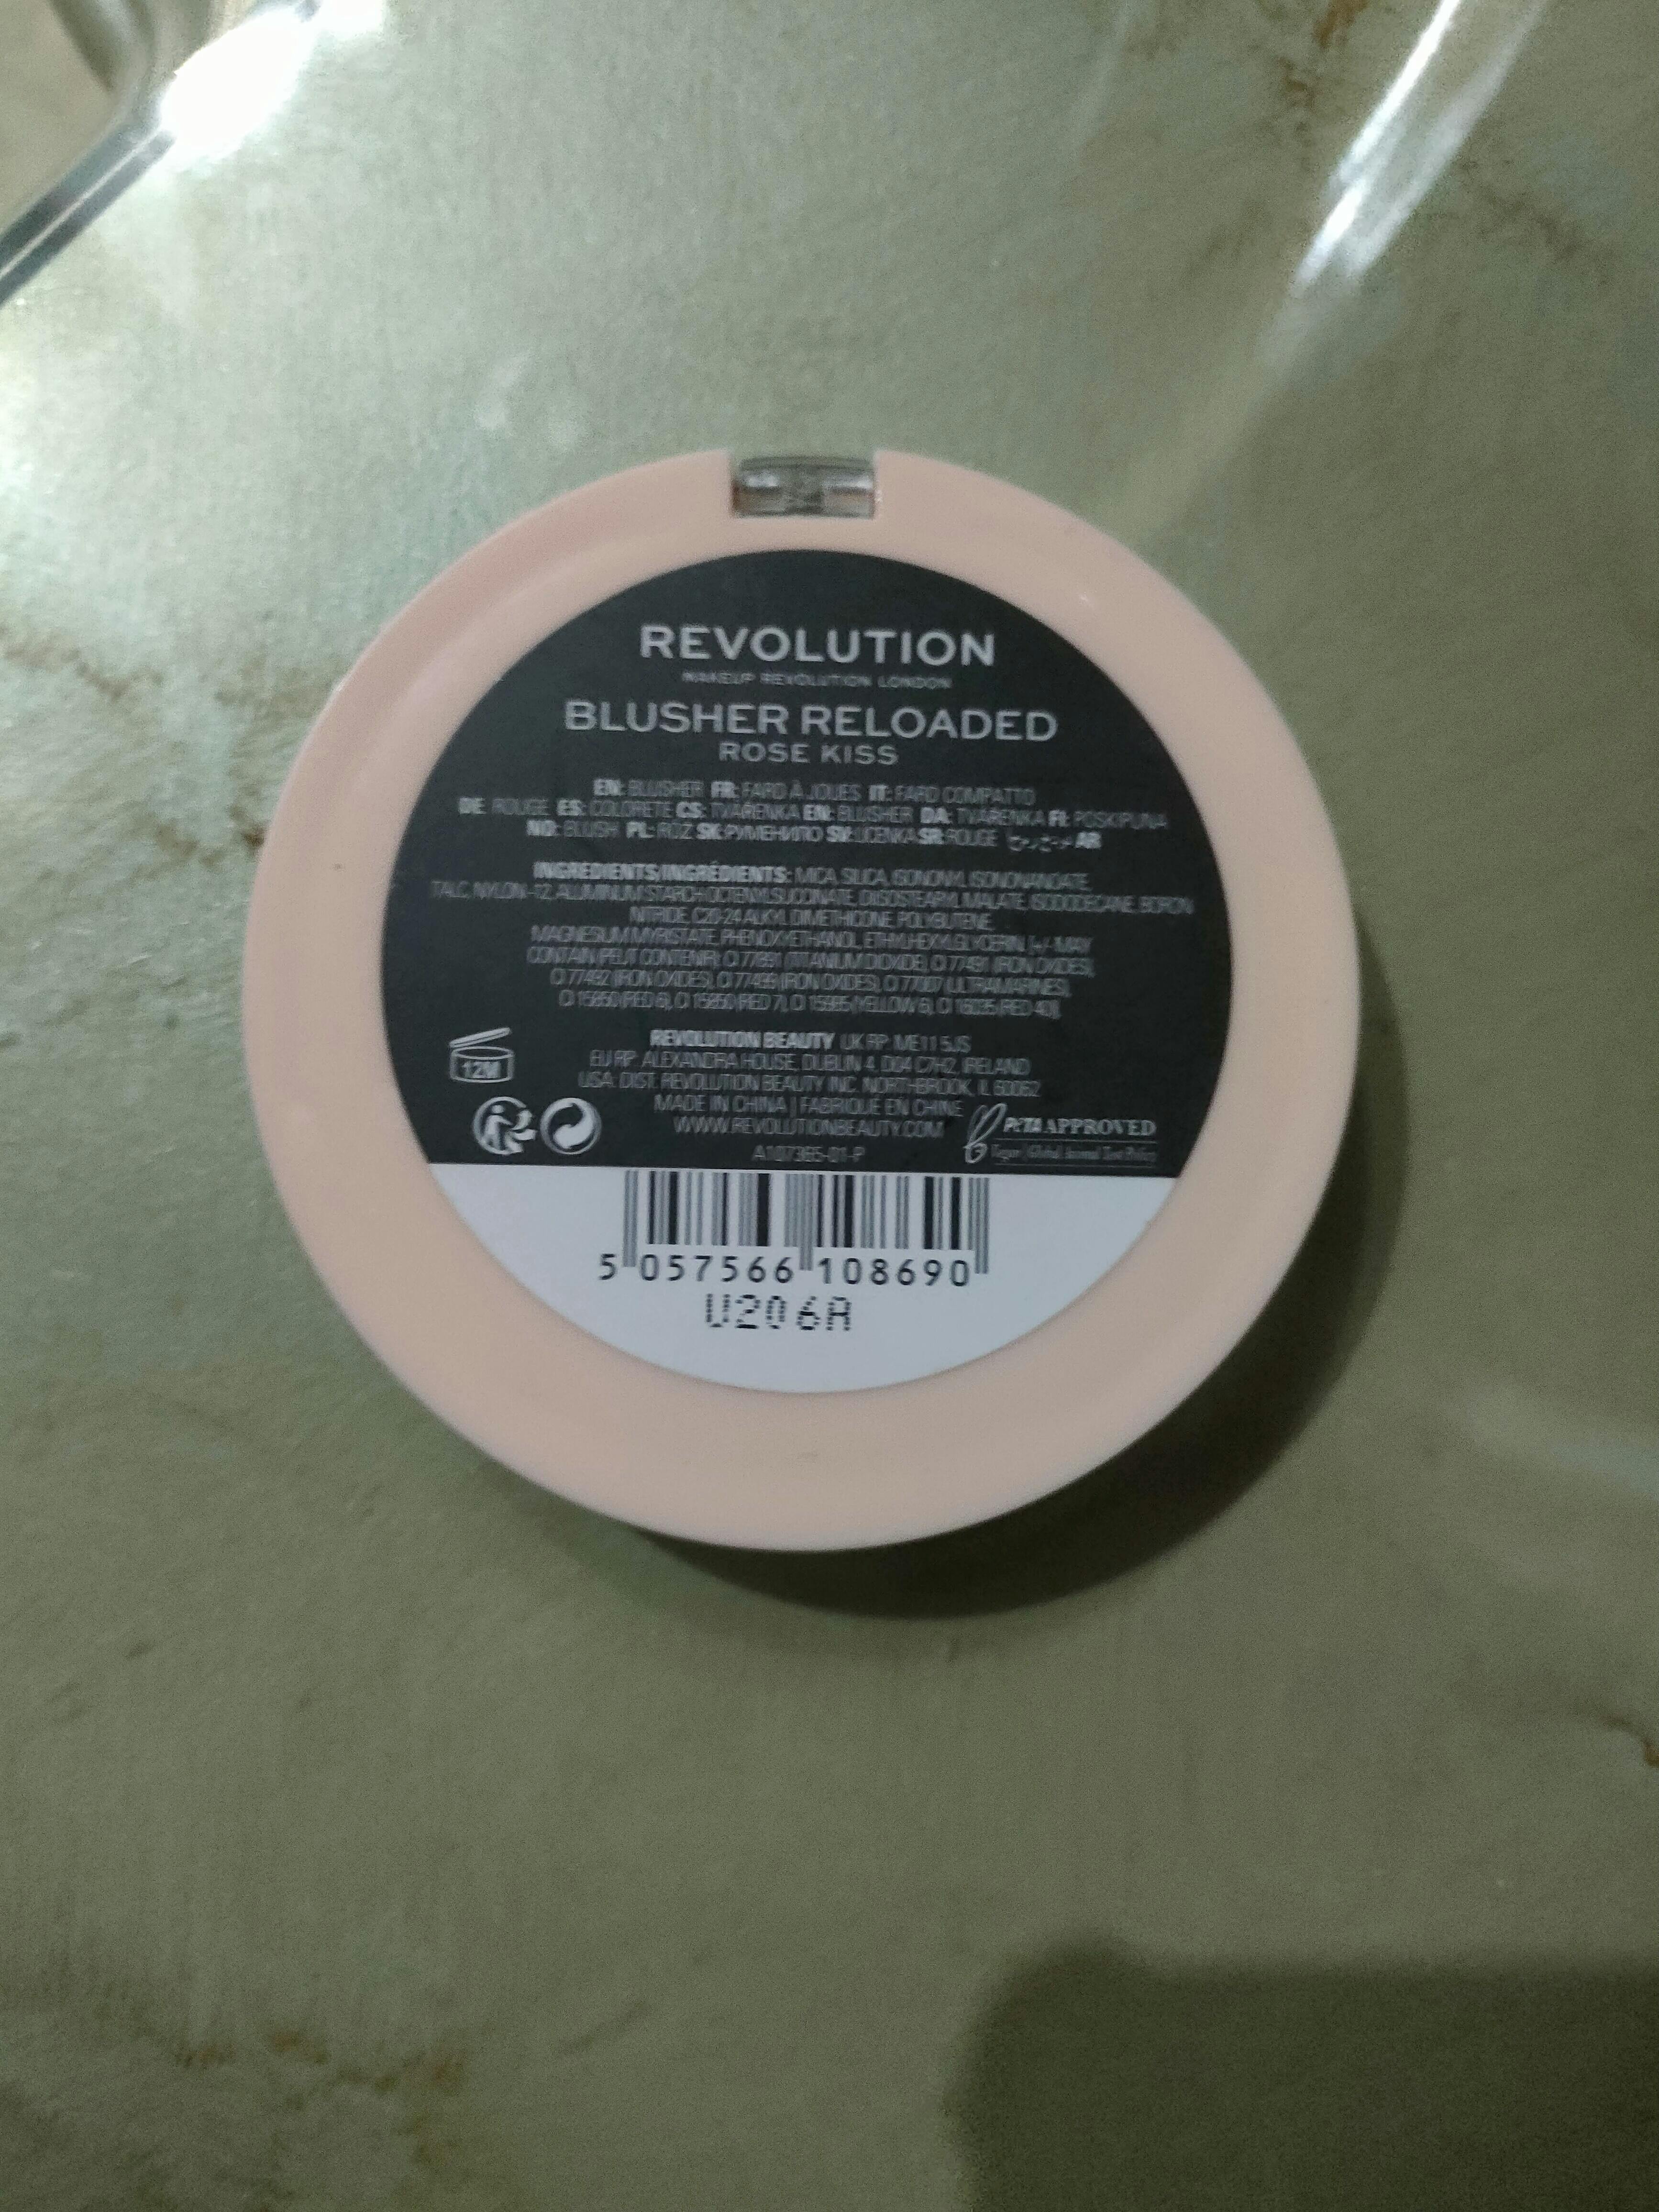 REVOLUTION
MAKEUP REVOLUTION LONDON
BLUSHER RELOADED
ROSE KISS
EN: BLUSHER FR: FARD À JOUES IT: FARD COMPATTO
DE: ROUGE ES: COLORETE CS: TVÁŘENKA EN: BLUSHER DA: TVÁŘENKA FI: POSKIPUNA
NO: BLUSH PL: RÓŻ SK: РУМЕНИЛО SV: LÍCENKA SR: ROUGE AR
INGREDIENTS/INGRÉDIENTS: MICA, SILICA, ISONONYL ISONONANOATE,
TALC, NYLON-12, ALUMINUM STARCH OCTENYLSUCCINATE, DIISOSTEARYL MALATE, ISODODECANE, BORON
NITRIDE, C20-24 ALKYL DIMETHICONE, POLYBUTENE,
MAGNESIUM MYRISTATE, PHENOXYETHANOL, ETHYLHEXYLGLYCERIN, [+/- MAY
CONTAIN/PEUT CONTENIR: CI 77891 (TITANIUM DIOXIDE), CI 77491 (IRON OXIDES),
CI 77492 (IRON OXIDES), CI 77499 (IRON OXIDES), CI 77007 (ULTRAMARINES),
CI 15850 (RED 6), CI 15850 (RED 7), CI 15985 (YELLOW 6), CI 16035 (RED 40)].
REVOLUTION BEAUTY UK RP: ME11 5JS
EU RP: ALEXANDRA HOUSE, DUBLIN 4, D04 C7H2, IRELAND
USA: DIST. REVOLUTION BEAUTY INC. NORTHBROOK, IL 60062
12M
MADE IN CHINA | FABRIQUÉ EN CHINE
WWW.REVOLUTIONBEAUTY.COM
A107365-01-P
PETA APPROVED
Vegan | Global Animal Test Policy
5 057566 108690
U206A